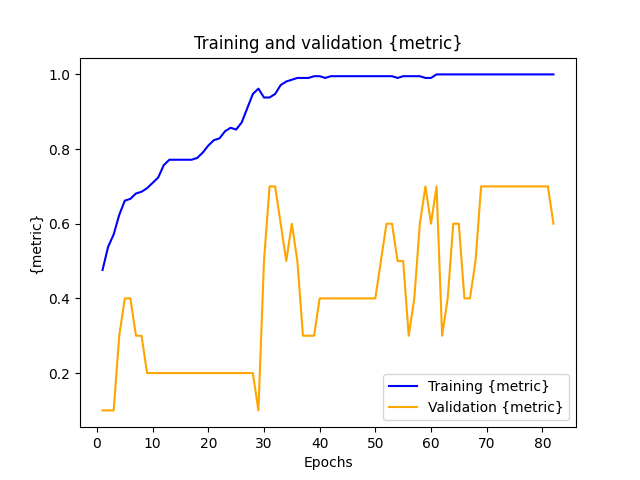 Training and validation {metric}
{metric}
1.0
0.8
0.6
0.4
0.2
0 10 20 30 40 50 60 70 80
Epochs
Training {metric}
Validation {metric}